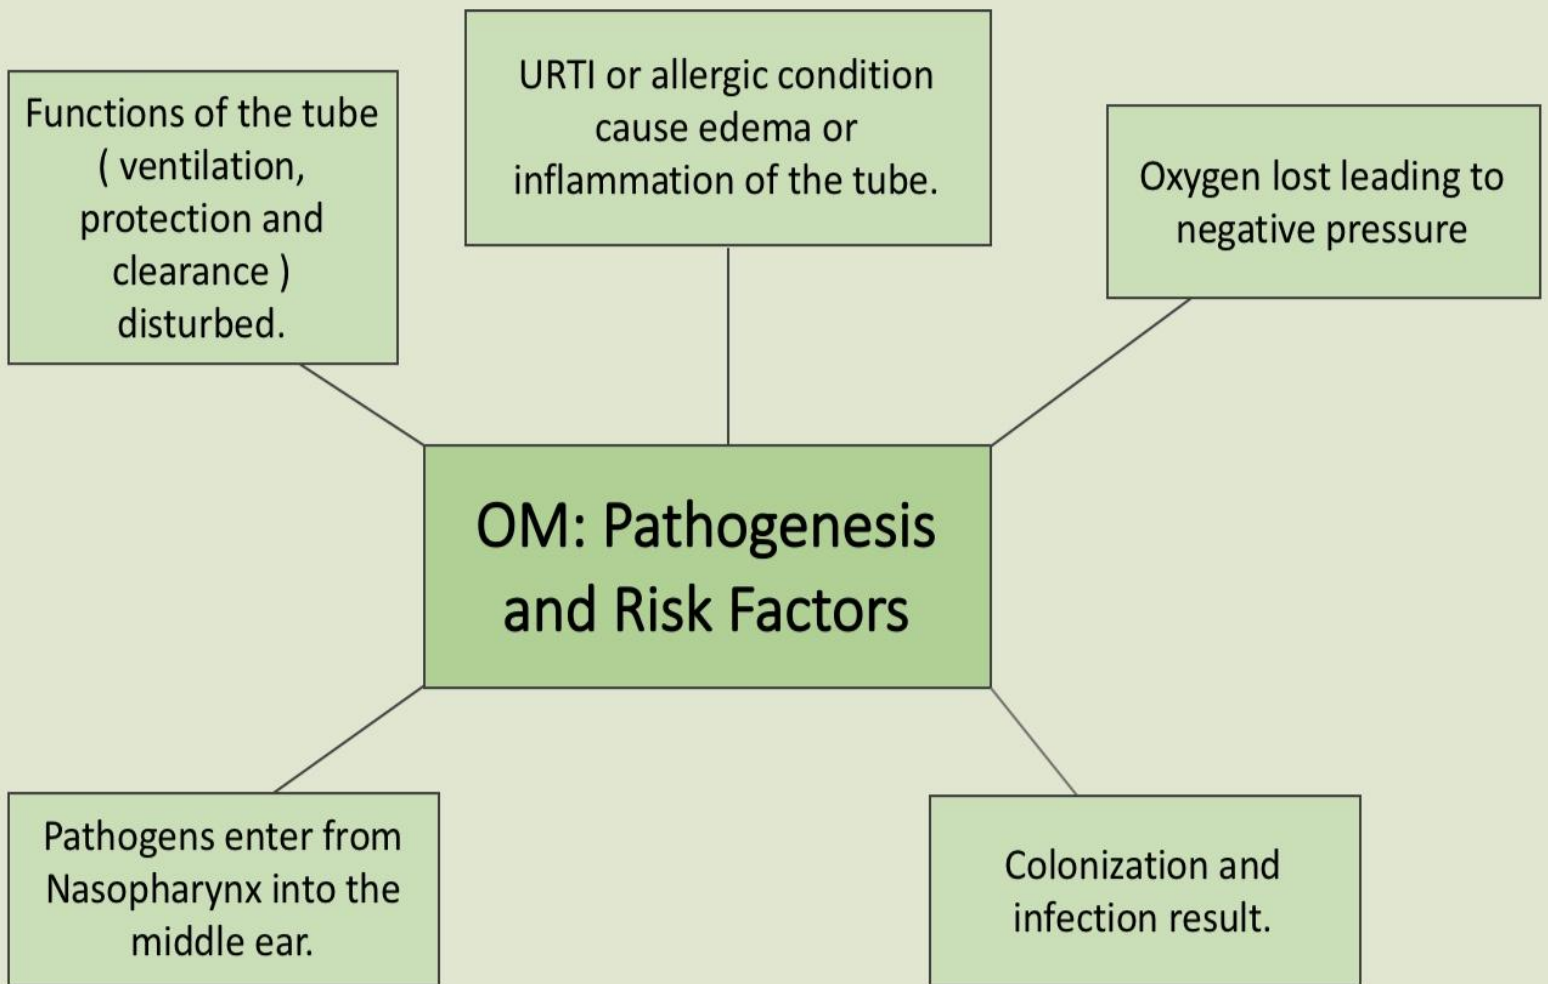 Functions of the tube
( ventilation,
protection and
clearance )
disturbed.
URTI or allergic condition
cause edema or
inflammation of the tube.
Oxygen lost leading to
negative pressure
OM: Pathogenesis
and Risk Factors
Pathogens enter from
Nasopharynx into the
middle ear.
Colonization and
infection result.